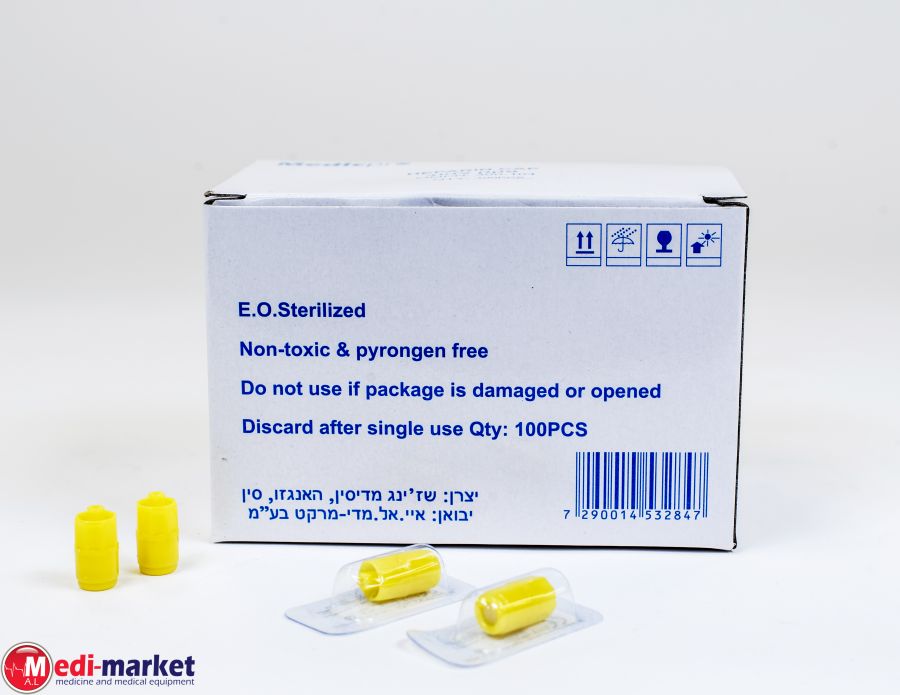 E.O.Sterilized
Non-toxic & pyrongen free
Do not use if package is damaged or opened
Discard after single use Qty: 100PCS
יצרן: שז'ינג מדיסין, האנגזו, סין
יבואן: איי.אל.מדי-מרקט בע"מ
7 290014 532847
Medi-market
A.L
medicine and medical equipment